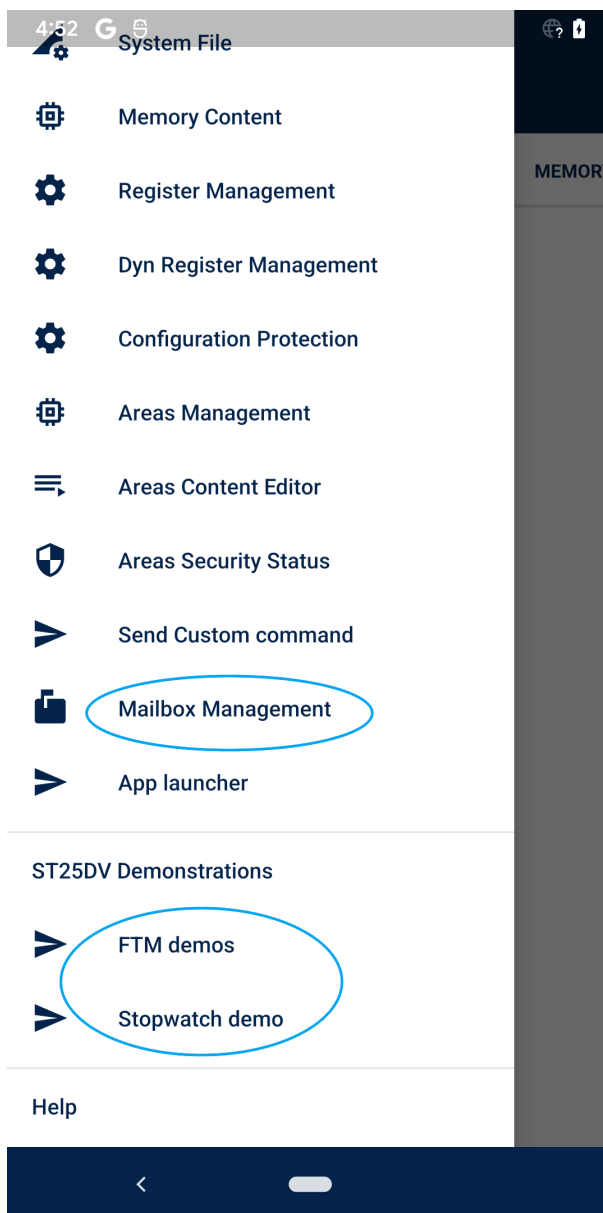 4:52 G
System File
Memory Content
MEMOR
Register Management
Dyn Register Management
Configuration Protection
Areas Management
Areas Content Editor
Areas Security Status
Send Custom command
Mailbox Management
App launcher
ST25DV Demonstrations
FTM demos
Stopwatch demo
Help